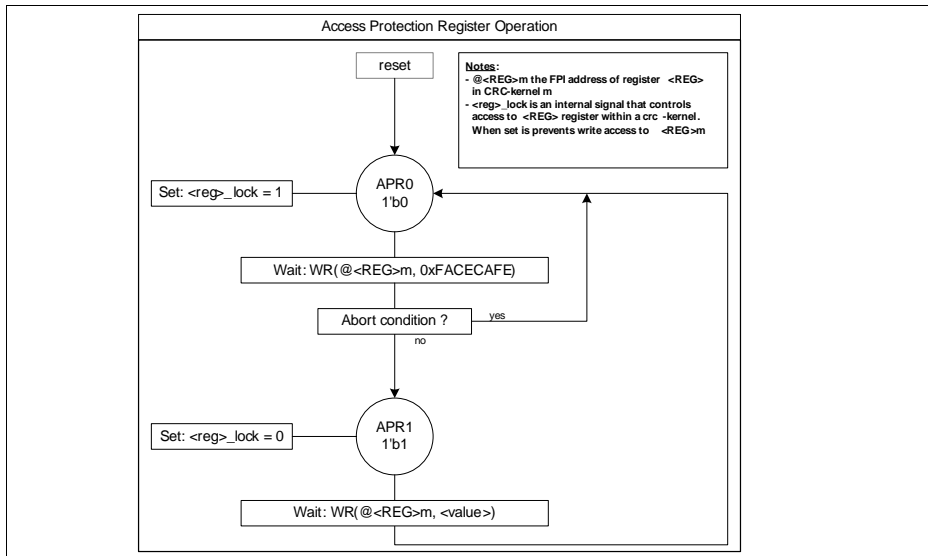 Access Protection Register Operation
reset
Notes:
- @<REG>m the FPI address of register <REG>
in CRC-kernel m
- <reg>_lock is an internal signal that controls
access to <REG> register within a crc -kernel.
When set is prevents write access to <REG>m
APR0
1'b0
Set: <reg>_lock = 1
Wait: WR(@<REG>m, 0xFACECAFE)
Abort condition ?
yes
no
APR1
1'b1
Set: <reg>_lock = 0
Wait: WR(@<REG>m, <value>)